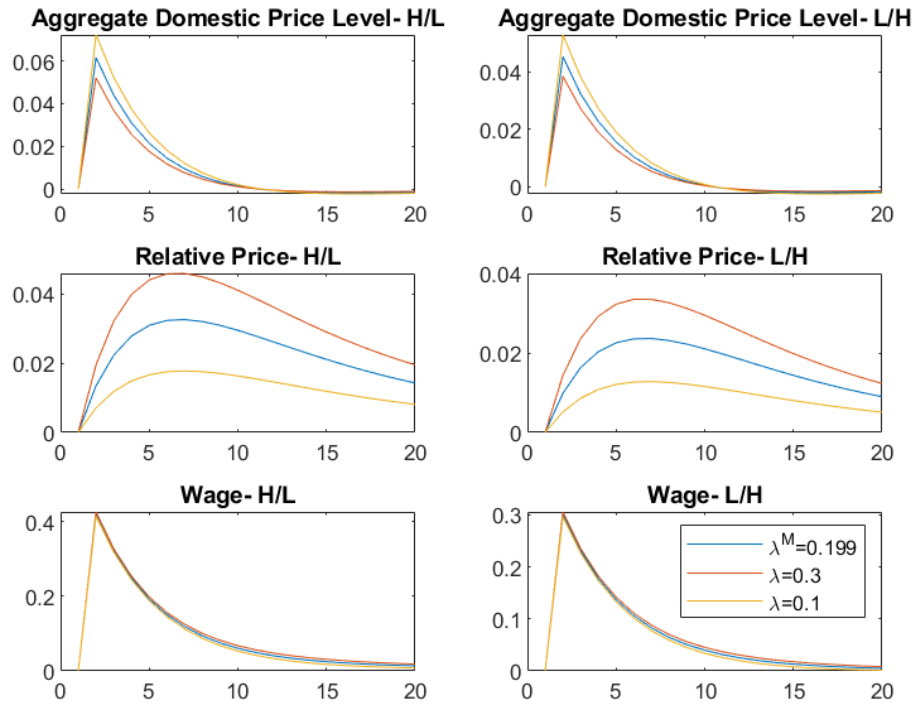 Aggregate Domestic Price Level- H/L
Aggregate Domestic Price Level- L/H
0.06
0.04
0.02
0
0 5 10 15 20
0.04
0.02
0
0 5 10 15 20
Relative Price- H/L
Relative Price- L/H
0.04
0.02
0
0 5 10 15 20
0.04
0.02
0
0 5 10 15 20
Wage- H/L
Wage- L/H
0.4
0.2
0
0 5 10 15 20
0.3
0.2
0.1
0
0 5 10 15 20
λᴹ=0.199
λ=0.3
λ=0.1